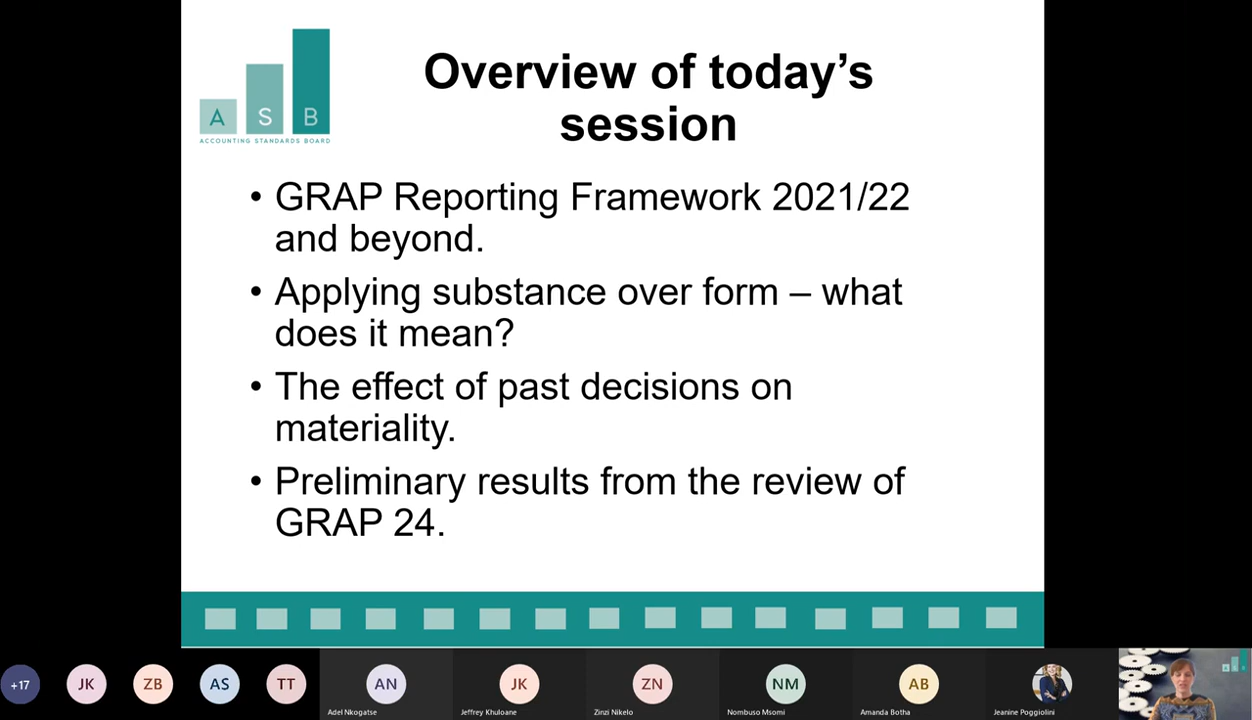 Overview of today's
session
A S B
ACCOUNTING STANDARDS BOARD
• GRAP Reporting Framework 2021/22
and beyond.
• Applying substance over form – what
does it mean?
• The effect of past decisions on
materiality.
• Preliminary results from the review of
GRAP 24.
+17 JK ZB AS TT AN JK ZN NM AB
Adel Nkogatse Jeffrey Khuloane Zinzi Nikelo Nombuso Msomi Amanda Botha Jeanine Poggiolini